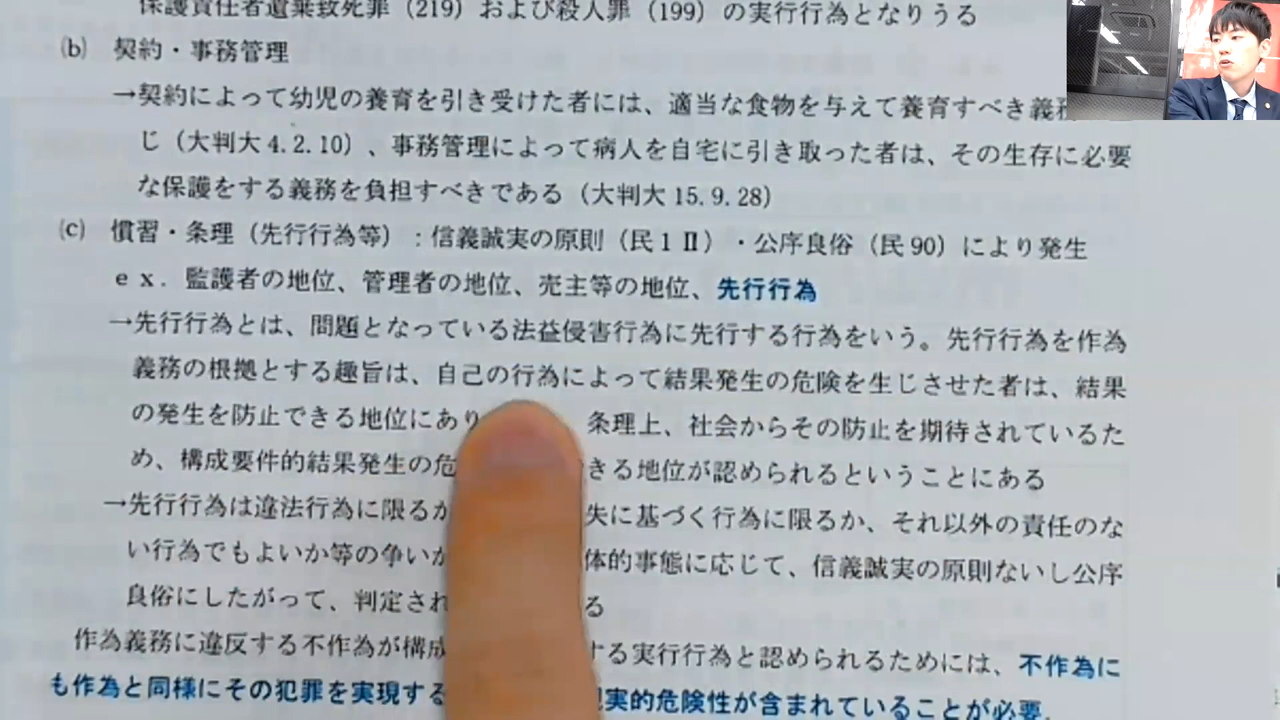 保護責任者遺棄致死罪（219）および殺人罪（199）の実行行為となりうる
(b) 契約・事務管理
→契約によって幼児の養育を引き受けた者には、適当な食物を与えて養育すべき義務
じ（大判大4.2.10）、事務管理によって病人を自宅に引き取った者は、その生存に必要
な保護をする義務を負担すべきである（大判大15.9.28）
(c) 慣習・条理（先行行為等）：信義誠実の原則（民1Ⅱ）・公序良俗（民90）により発生
ex. 監護者の地位、管理者の地位、売主等の地位、先行行為
→先行行為とは、問題となっている法益侵害行為に先行する行為をいう。先行行為を作為
義務の根拠とする趣旨は、自己の行為によって結果発生の危険を生じさせた者は、結果
の発生を防止できる地位にあり 条理上、社会からその防止を期待されているた
め、構成要件的結果発生の危 きる地位が認められるということにある
→先行行為は違法行為に限るか 失に基づく行為に限るか、それ以外の責任のな
い行為でもよいか等の争いが 体的事態に応じて、信義誠実の原則ないし公序
良俗にしたがって、判定され る
作為義務に違反する不作為が構成 する実行行為と認められるためには、不作為に
も作為と同様にその犯罪を実現する 現実的危険性が含まれていることが必要。